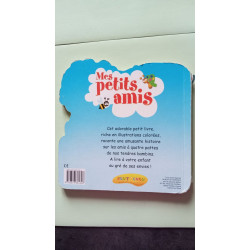 Mes
petits
amis
Cet adorable petit livre,
riche en illustrations colorées,
raconte une amusante histoire
sur les amis à quatre pattes
de nos tendres bambins.
A lire à votre enfant
au gré de ses envies !